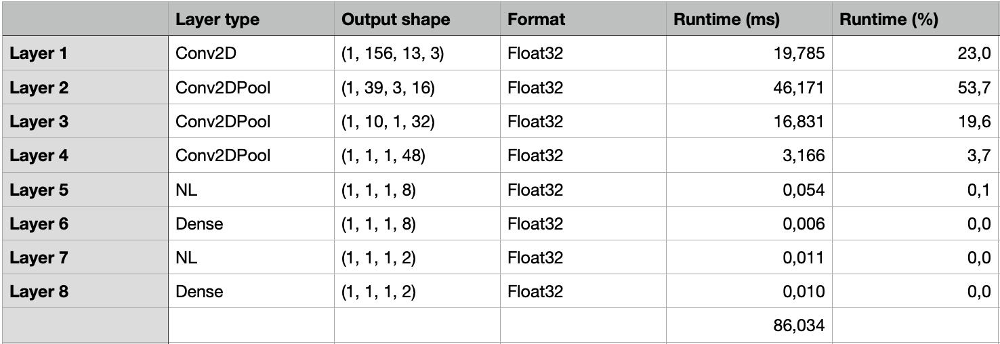 Layer type Output shape Format Runtime (ms) Runtime (%)
Layer 1 Conv2D (1, 156, 13, 3) Float32 19,785 23,0
Layer 2 Conv2DPool (1, 39, 3, 16) Float32 46,171 53,7
Layer 3 Conv2DPool (1, 10, 1, 32) Float32 16,831 19,6
Layer 4 Conv2DPool (1, 1, 1, 48) Float32 3,166 3,7
Layer 5 NL (1, 1, 1, 8) Float32 0,054 0,1
Layer 6 Dense (1, 1, 1, 8) Float32 0,006 0,0
Layer 7 NL (1, 1, 1, 2) Float32 0,011 0,0
Layer 8 Dense (1, 1, 1, 2) Float32 0,010 0,0
86,034